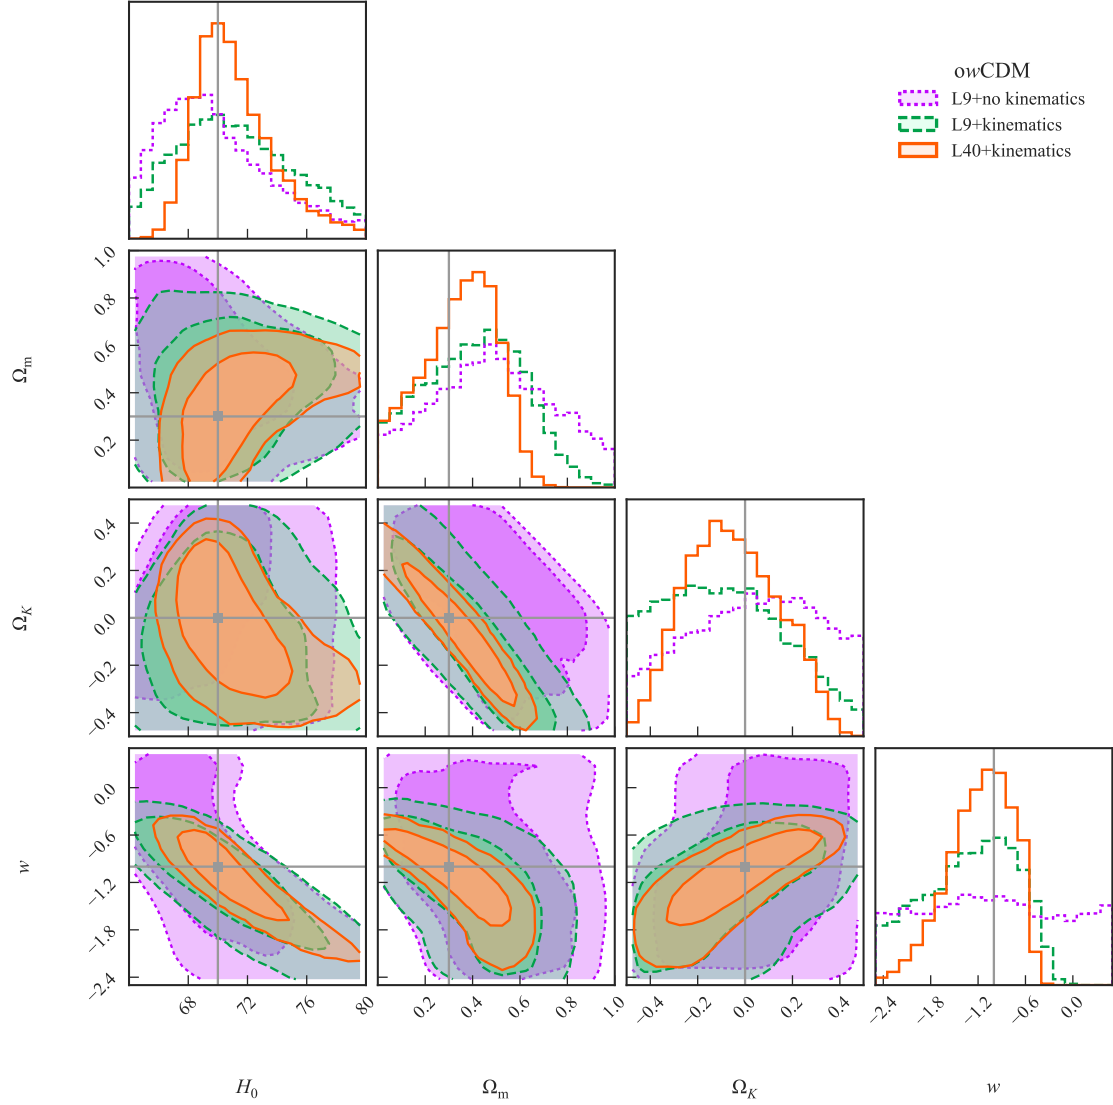 owCDM
L9+no kinematics
L9+kinematics
L40+kinematics
1.0
0.8
0.6
0.4
0.2
Ωm
0.4
0.2
0.0
−0.2
−0.4
ΩK
0.0
−0.6
−1.2
−1.8
−2.4
w
68 72 76 80
0.2 0.4 0.6 0.8 1.0
−0.4 −0.2 0.0 0.2 0.4
−2.4 −1.8 −1.2 −0.6 0.0
H0 Ωm ΩK w